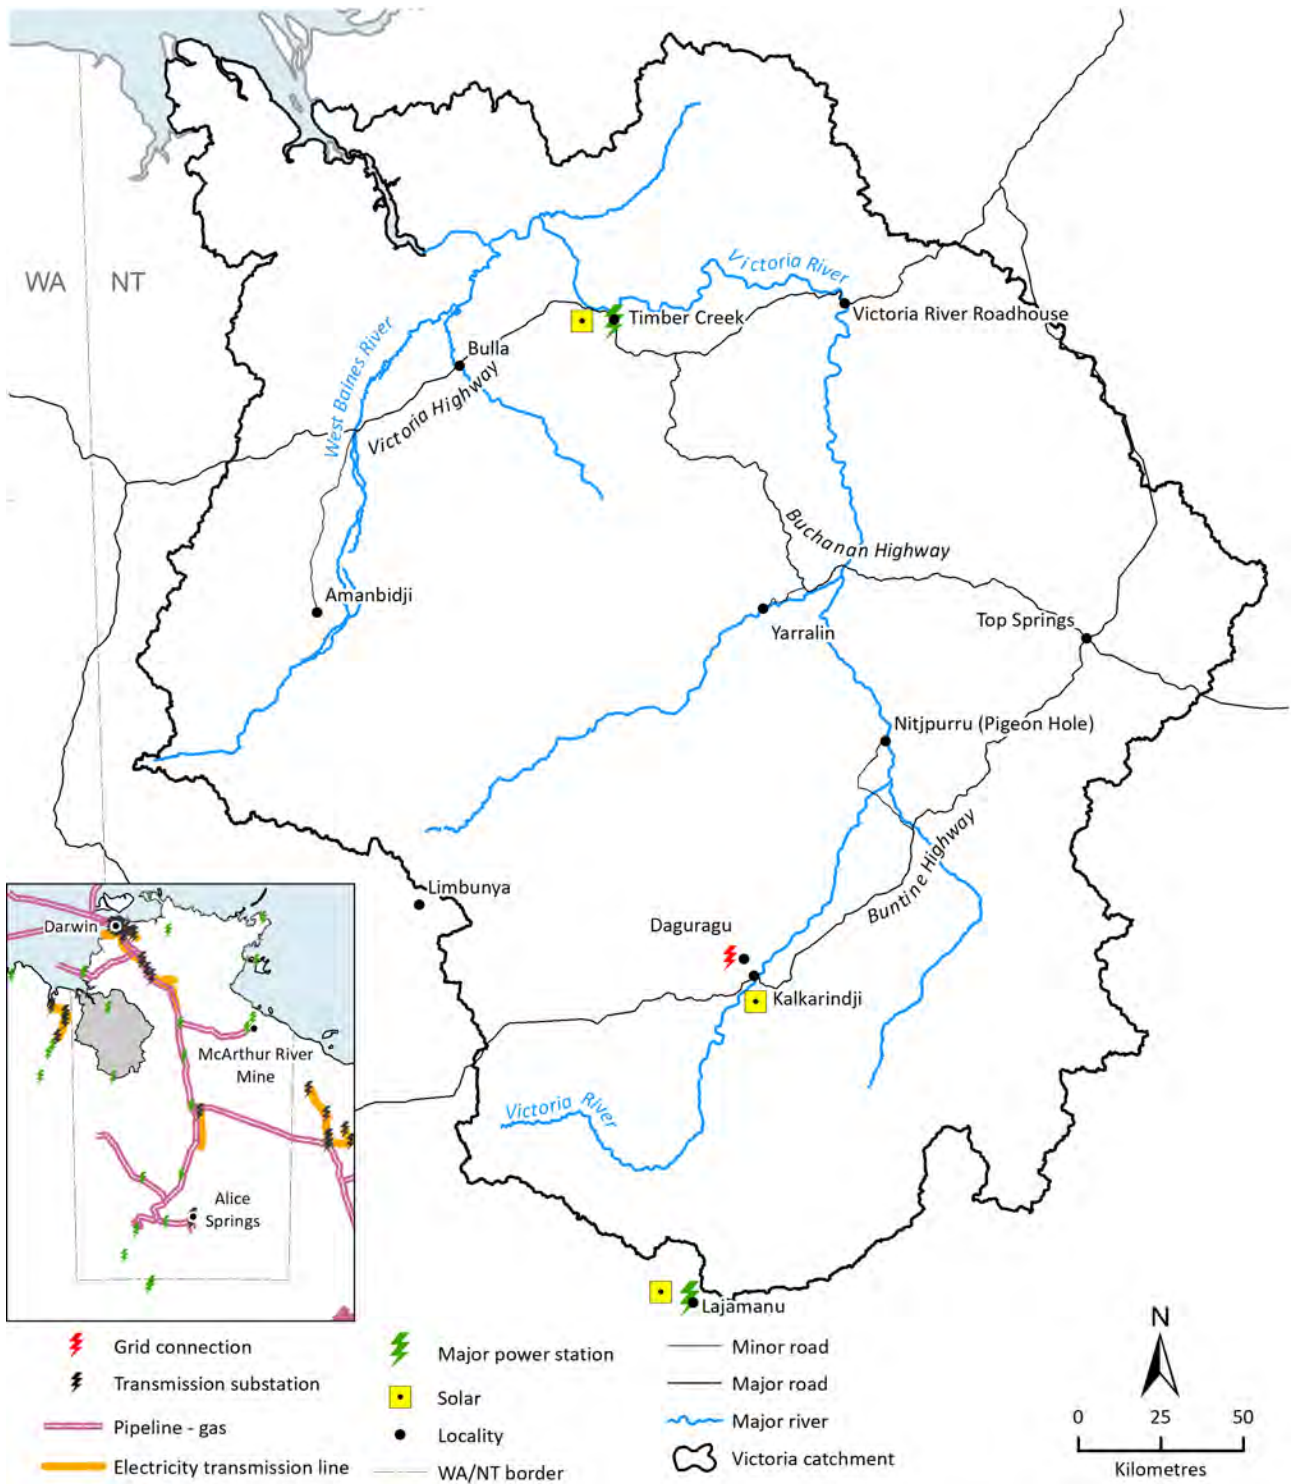 WA
NT
Victoria River
Timber Creek
Victoria River Roadhouse
Bulla
West Baines River
Victoria Highway
Buchanan Highway
Amanbidji
Yarralin
Top Springs
Nitjpurru (Pigeon Hole)
Limbunya
Buntine Highway
Daguragu
Kalkarindji
Victoria River
Lajamanu
Darwin
McArthur River
Mine
Alice
Springs
Grid connection
Transmission substation
Pipeline - gas
Electricity transmission line
Major power station
Solar
Locality
WA/NT border
Minor road
Major road
Major river
Victoria catchment
N
0 25 50
Kilometres